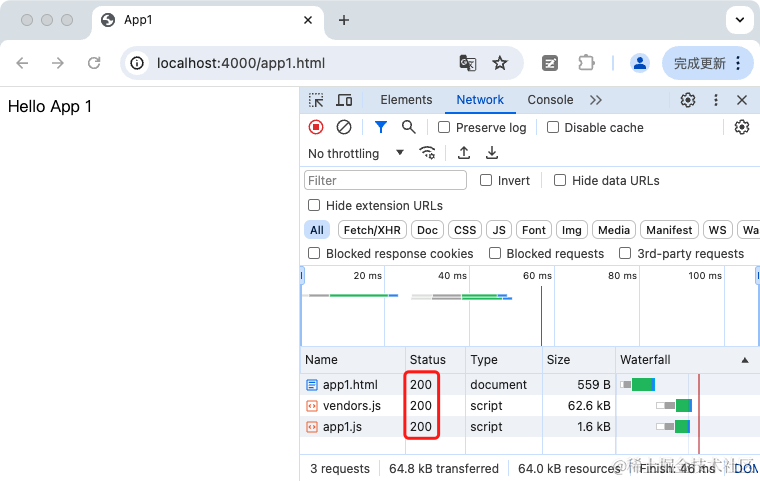 App1
localhost:4000/app1.html
完成更新
Hello App 1
Elements Network Console
Preserve log Disable cache
No throttling
Filter Invert Hide data URLs
Hide extension URLs
All Fetch/XHR Doc CSS JS Font Img Media Manifest WS Wa
Blocked response cookies Blocked requests 3rd-party requests
20 ms 40 ms 60 ms 80 ms 100 ms
Name Status Type Size Waterfall
app1.html 200 document 559 B
vendors.js 200 script 62.6 kB
app1.js 200 script 1.6 kB
3 requests 64.8 kB transferred 64.0 kB resources Finish: 46 ms DOM
@稀土掘金技术社区